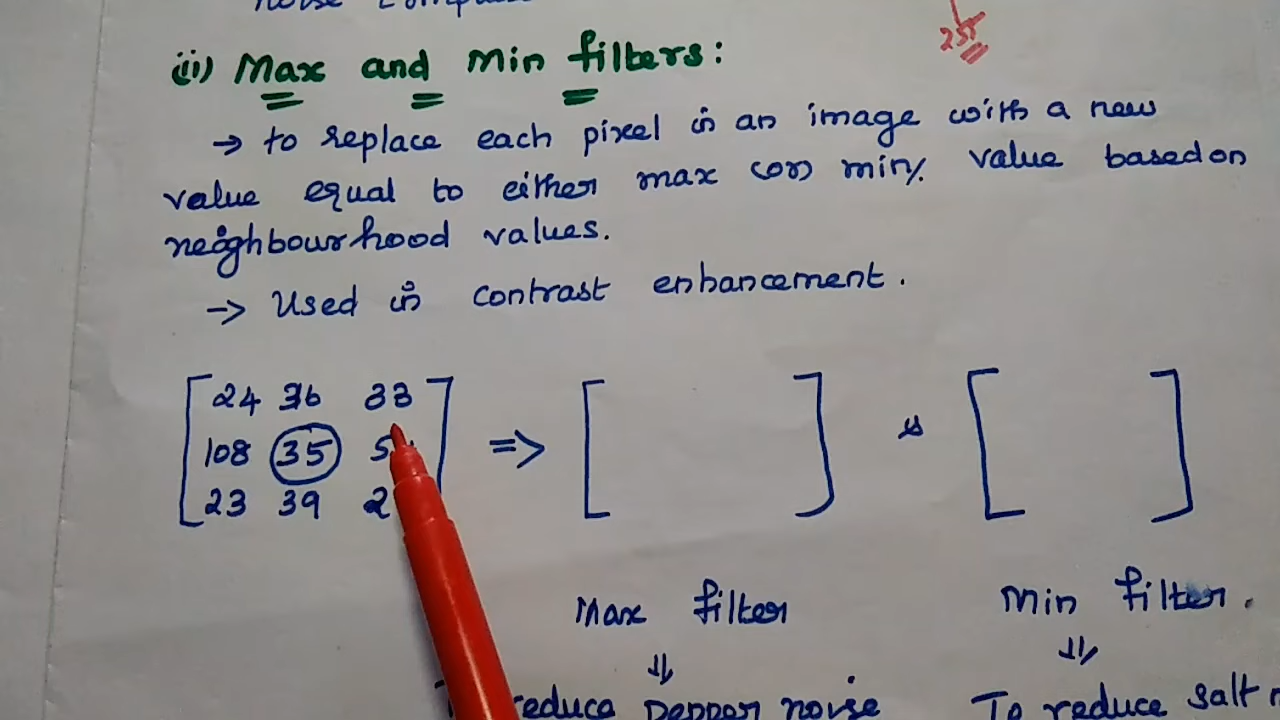 (ii) Max and Min filters:
→ to replace each pixel in an image with a new
value equal to either max (or) min/. value based on
neighbourhood values.
→ Used in contrast enhancement.
24 36 33
108 35
23 39
⇒
Max filter Min filter.
⇓ ⇓
reduce pepper noise To reduce salt